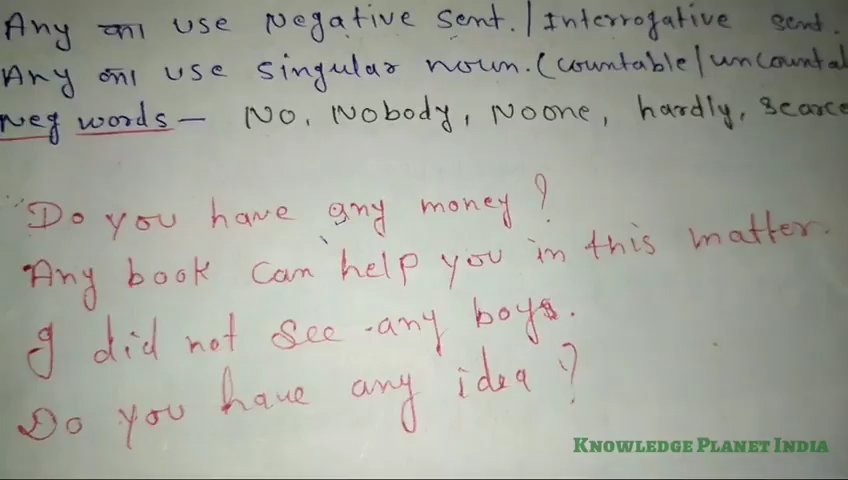 Any का use Negative sent. / Interrogative sent.
Any का use singular noun. (countable / uncountal
Neg words — No, Nobody, Noone, hardly, scarce
Do you have any money?
Any book can help you in this matter.
I did not see any boys.
Do you have any idea?
KNOWLEDGE PLANET INDIA